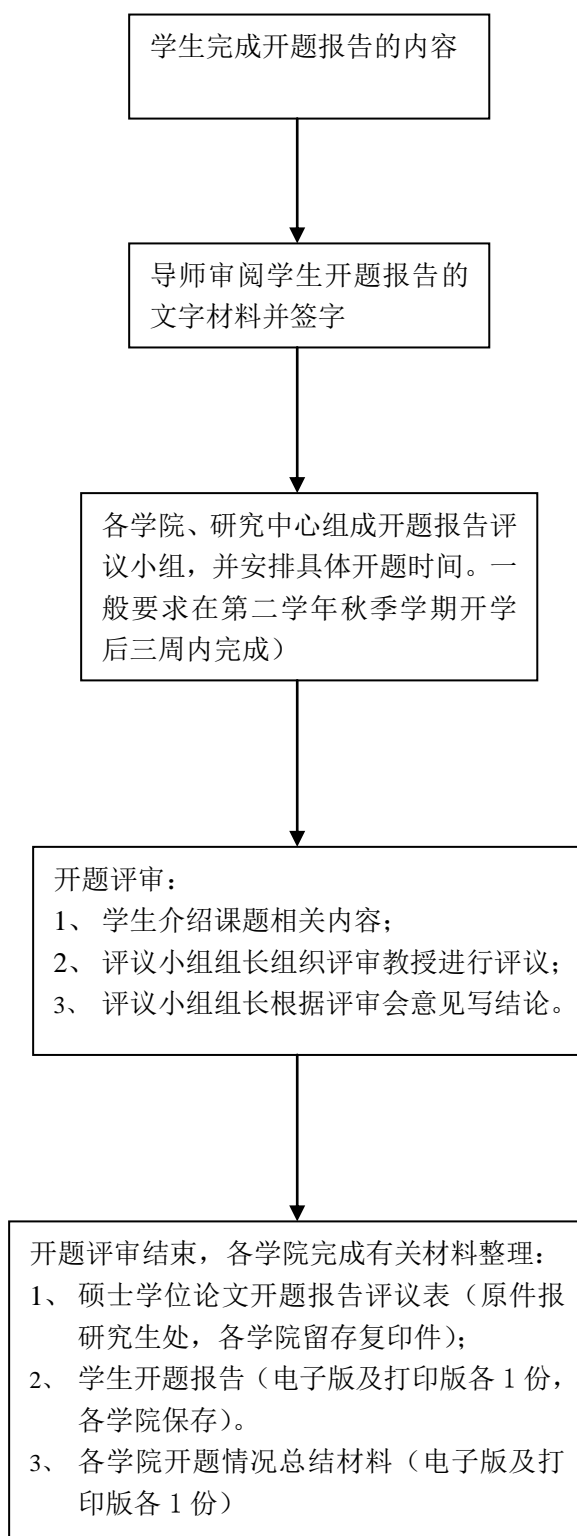 学生完成开题报告的内容
导师审阅学生开题报告的
文字材料并签字
各学院、研究中心组成开题报告评
议小组，并安排具体开题时间。一
般要求在第二学年秋季学期开学
后三周内完成）
开题评审：
1、 学生介绍课题相关内容；
2、 评议小组组长组织评审教授进行评议；
3、 评议小组组长根据评审会意见写结论。
开题评审结束，各学院完成有关材料整理：
1、 硕士学位论文开题报告评议表（原件报
研究生处，各学院留存复印件）；
2、 学生开题报告（电子版及打印版各 1 份，
各学院保存）。
3、 各学院开题情况总结材料（电子版及打
印版各 1 份）